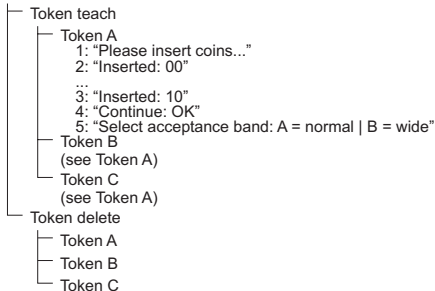 Token teach
Token A
1: “Please insert coins...”
2: “Inserted: 00”
...
3: “Inserted: 10”
4: “Continue: OK”
5: “Select acceptance band: A = normal | B = wide”
Token B
(see Token A)
Token C
(see Token A)
Token delete
Token A
Token B
Token C